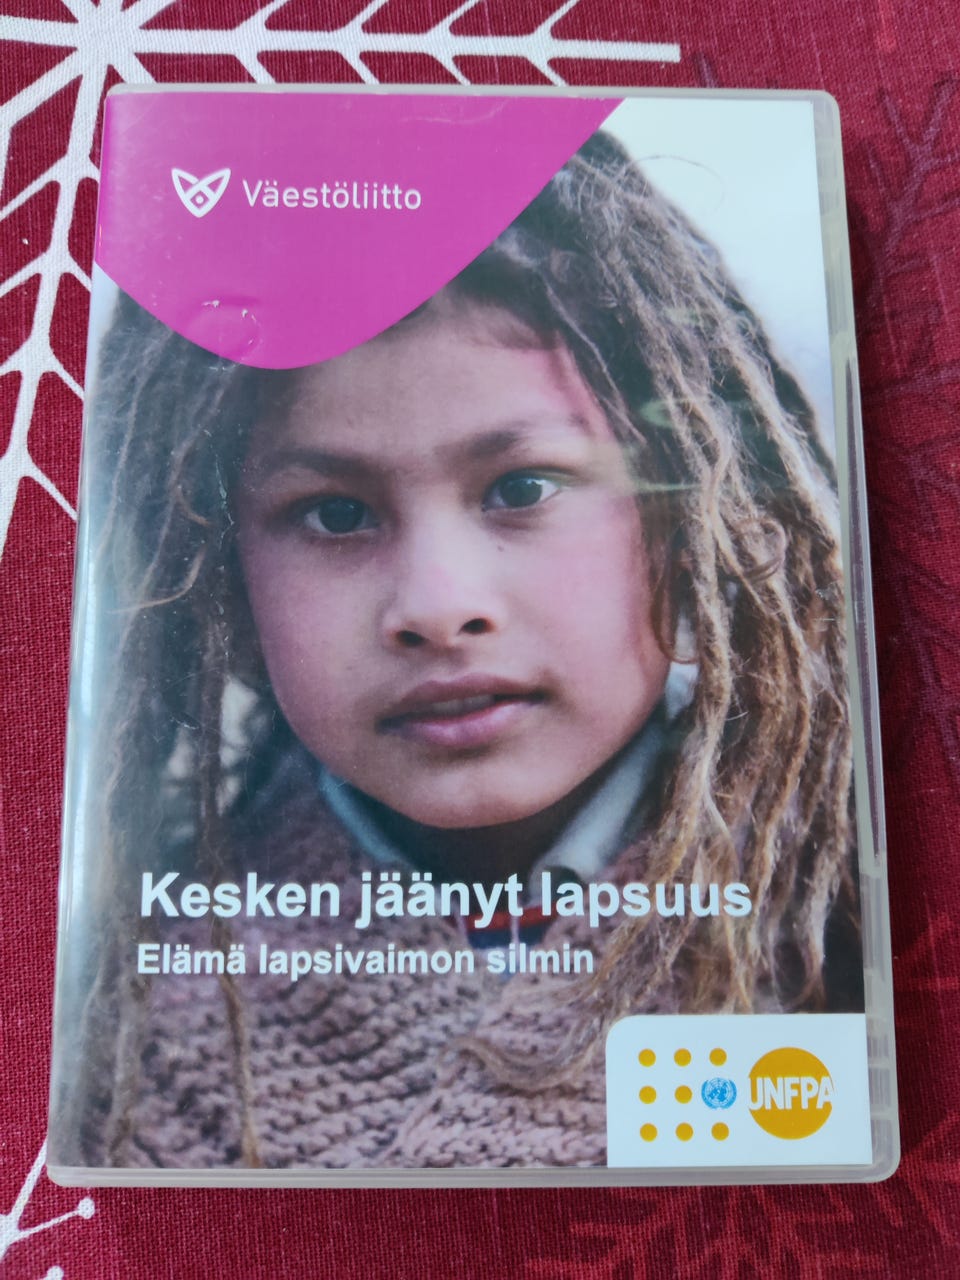 Väestöliitto
Kesken jäänyt lapsuus
Elämä lapsivaimon silmin
UNFPA